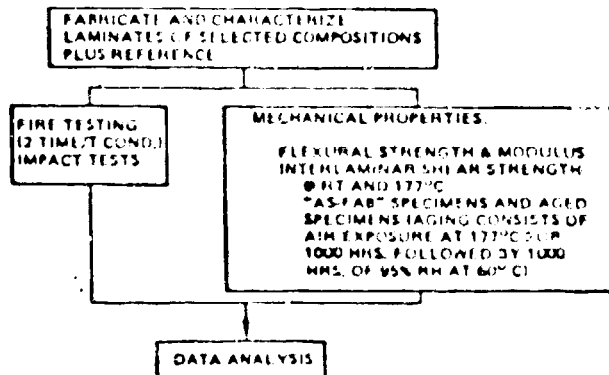 FABRICATE AND CHARACTERIZE
LAMINATES OF SELECTED COMPOSITIONS
PLUS REFERENCE
FIRE TESTING
(2 TIME/T COND.)
IMPACT TESTS
MECHANICAL PROPERTIES:
FLEXURAL STRENGTH & MODULUS
INTERLAMINAR SHEAR STRENGTH
@ RT AND 177°C
"AS-FAB" SPECIMENS AND AGED
SPECIMENS (AGING CONSISTS OF
AIR EXPOSURE AT 177°C FOR
1000 HRS, FOLLOWED BY 1000
HRS. OF 95% RH AT 60°C)
DATA ANALYSIS